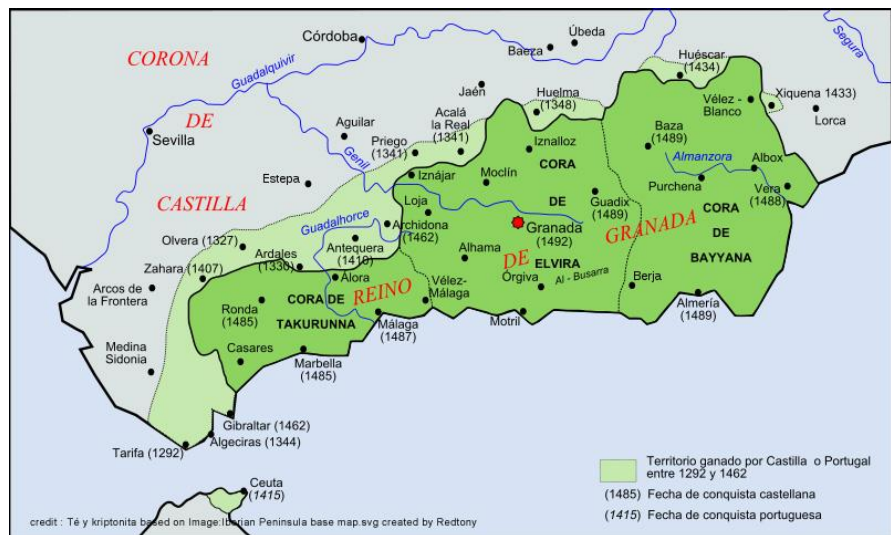 CORONA
DE
CASTILLA
Córdoba
Guadalquivir
Sevilla
Aguilar
Estepa
Genil
Jaén
Baeza
Úbeda
Segura
Huéscar
(1434)
Huelma
(1348)
Acalá
la Real
(1341)
Priego
(1341)
Vélez -
Blanco
Xiquena 1433)
Lorca
Baza
(1489)
Almanzora
Albox
Purchena
Vera
(1488)
Iznalloz
Moclín
Iznájar
Loja
CORA
DE
ELVIRA
Guadix
(1489)
Granada
(1492)
REINO
DE
GRANADA
CORA
DE
BAYYANA
Archidona
(1462)
Guadalhorce
Antequera
(1410)
Olvera (1327)
Ardales
(1330)
Zahara (1407)
Arcos de
la Frontera
Medina
Sidonia
Álora
Vélez-
Málaga
Alhama
Órgiva
Al - Busarra
Berja
Almería
(1489)
Motril
Ronda
(1485)
CORA DE
TAKURUNNA
Málaga
(1487)
Casares
Marbella
(1485)
Gibraltar (1462)
Algeciras (1344)
Tarifa (1292)
Ceuta
(1415)
Territorio ganado por Castilla o Portugal
entre 1292 y 1462
(1485) Fecha de conquista castellana
(1415) Fecha de conquista portuguesa
credit : Té y kriptonita based on Image:Iberian Peninsula base map.svg created by Redtony